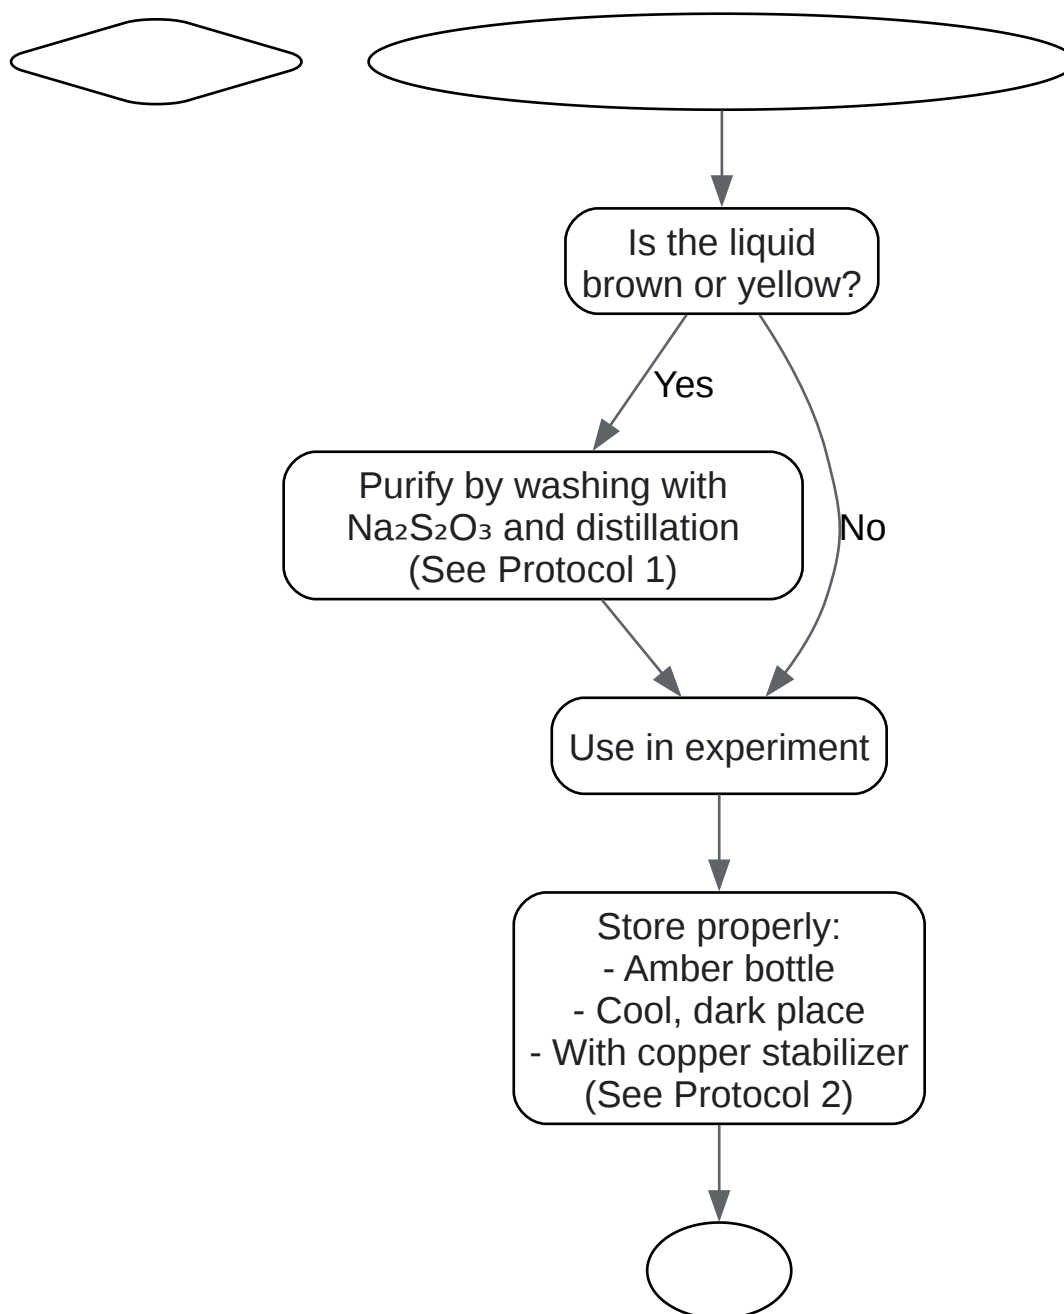 Is the liquid
brown or yellow?
Yes
Purify by washing with
Na₂S₂O₃ and distillation
(See Protocol 1)
No
Use in experiment
Store properly:
- Amber bottle
- Cool, dark place
- With copper stabilizer
(See Protocol 2)